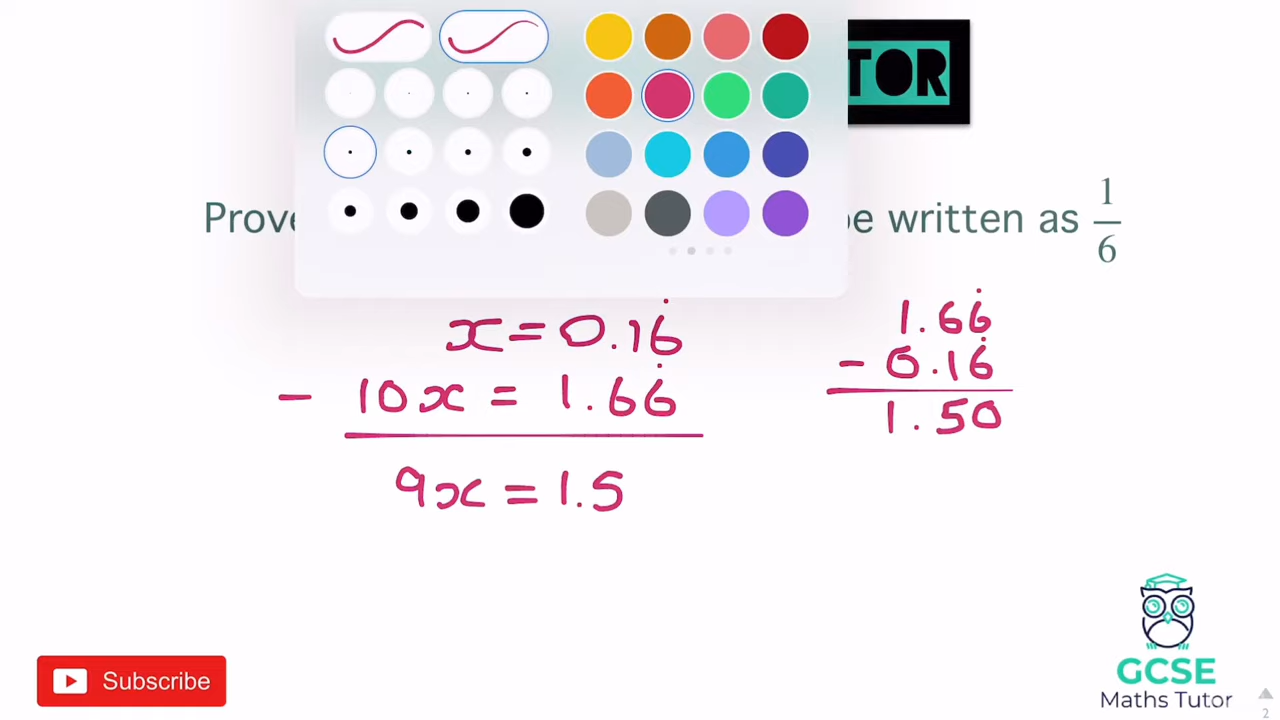 TOR
Prove be written as 1/6
x = 0.16̇
- 10x = 1.66̇
9x = 1.5
1.66̇
- 0.16̇
1.50
Subscribe
GCSE
Maths Tutor
2